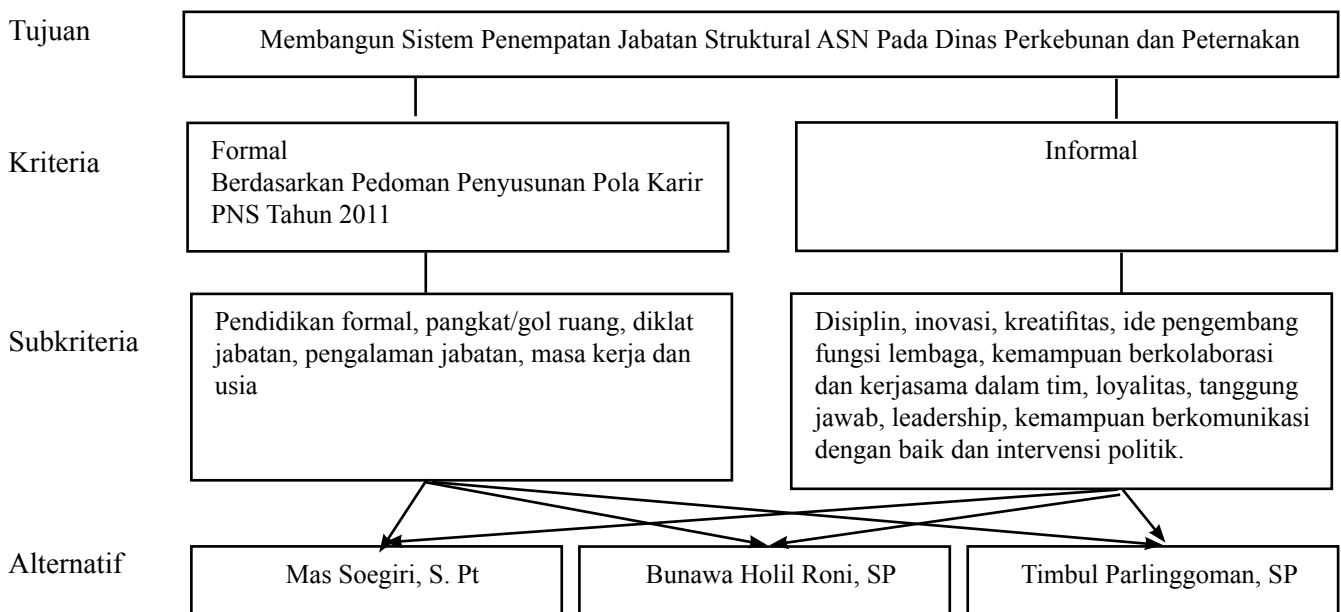 Tujuan
Membangun Sistem Penempatan Jabatan Struktural ASN Pada Dinas Perkebunan dan Peternakan
Kriteria
Formal
Berdasarkan Pedoman Penyusunan Pola Karir
PNS Tahun 2011
Informal
Subkriteria
Pendidikan formal, pangkat/gol ruang, diklat
jabatan, pengalaman jabatan, masa kerja dan
usia
Disiplin, inovasi, kreatifitas, ide pengembang
fungsi lembaga, kemampuan berkolaborasi
dan kerjasama dalam tim, loyalitas, tanggung
jawab, leadership, kemampuan berkomunikasi
dengan baik dan intervensi politik.
Alternatif
Mas Soegiri, S. Pt
Bunawa Holil Roni, SP
Timbul Parlinggoman, SP